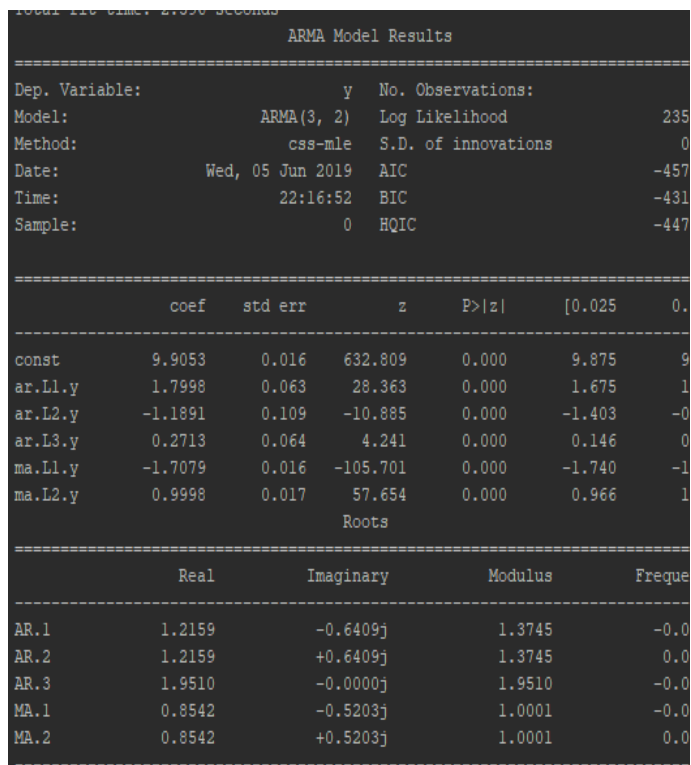 Total fit time: 2.390 seconds
ARMA Model Results
==============================================================================
Dep. Variable: y No. Observations:
Model: ARMA(3, 2) Log Likelihood 235
Method: css-mle S.D. of innovations 0
Date: Wed, 05 Jun 2019 AIC -457
Time: 22:16:52 BIC -431
Sample: 0 HQIC -447
==============================================================================
coef std err z P>|z| [0.025 0.
------------------------------------------------------------------------------
const 9.9053 0.016 632.809 0.000 9.875 9
ar.L1.y 1.7998 0.063 28.363 0.000 1.675 1
ar.L2.y -1.1891 0.109 -10.885 0.000 -1.403 -0
ar.L3.y 0.2713 0.064 4.241 0.000 0.146 0
ma.L1.y -1.7079 0.016 -105.701 0.000 -1.740 -1
ma.L2.y 0.9998 0.017 57.654 0.000 0.966 1
Roots
==============================================================================
Real Imaginary Modulus Freque
------------------------------------------------------------------------------
AR.1 1.2159 -0.6409j 1.3745 -0.0
AR.2 1.2159 +0.6409j 1.3745 0.0
AR.3 1.9510 -0.0000j 1.9510 -0.0
MA.1 0.8542 -0.5203j 1.0001 -0.0
MA.2 0.8542 +0.5203j 1.0001 0.0
------------------------------------------------------------------------------